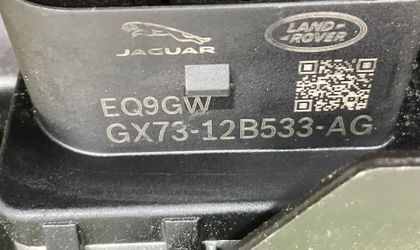 JAGUAR
LAND-
ROVER
EQ9GW
GX73-12B533-AG